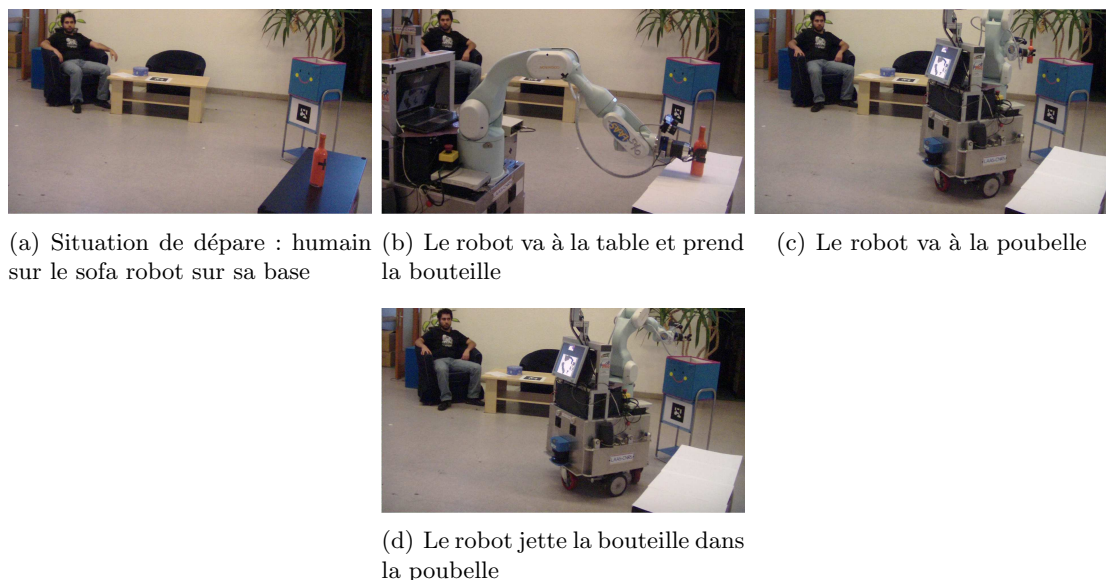 (a) Situation de dépare : humain
sur le sofa robot sur sa base
(b) Le robot va à la table et prend
la bouteille
(c) Le robot va à la poubelle
(d) Le robot jette la bouteille dans
la poubelle